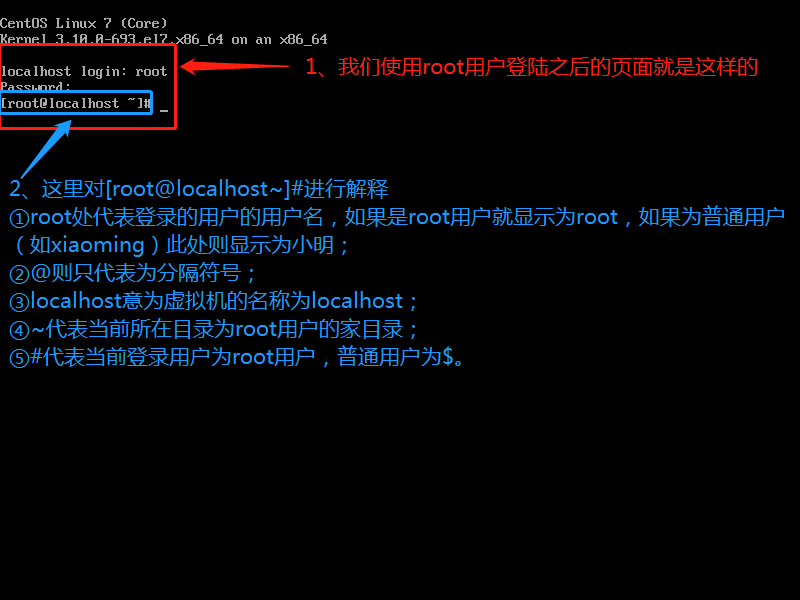 CentOS Linux 7 (Core)
Kernel 3.10.0-693.el7.x86_64 on an x86_64
localhost login: root
Password:
[root@localhost ~]# _
1、我们使用root用户登陆之后的页面就是这样的
2、这里对[root@localhost~]#进行解释
①root处代表登录的用户的用户名，如果是root用户就显示为root，如果为普通用户
（如xiaoming）此处则显示为小明；
②@则只代表为分隔符号；
③localhost意为虚拟机的名称为localhost；
④~代表当前所在目录为root用户的家目录；
⑤#代表当前登录用户为root用户，普通用户为$。